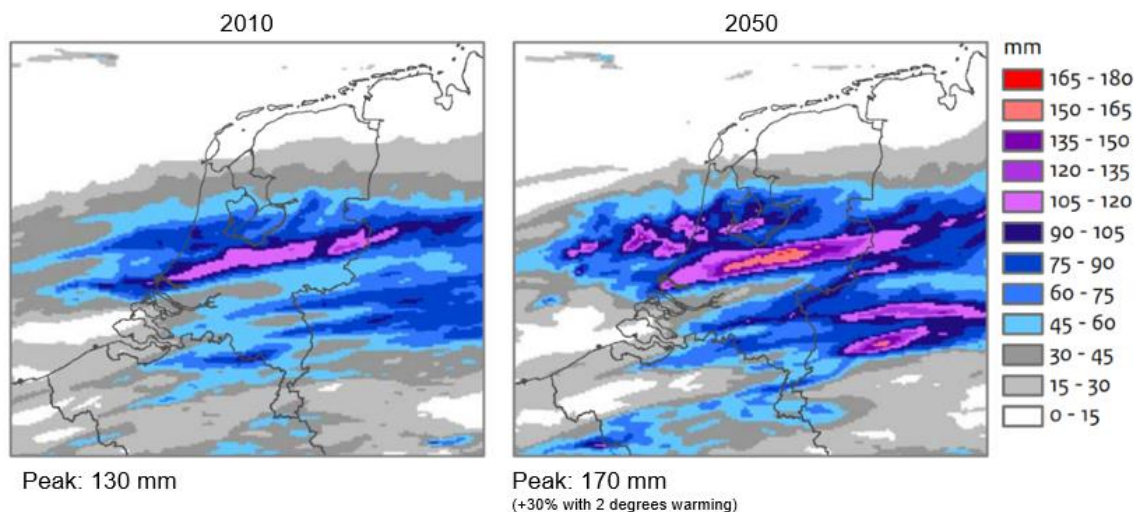 2010
2050
mm
165 - 180
150 - 165
135 - 150
120 - 135
105 - 120
90 - 105
75 - 90
60 - 75
45 - 60
30 - 45
15 - 30
0 - 15
Peak: 130 mm
Peak: 170 mm
(+30% with 2 degrees warming)